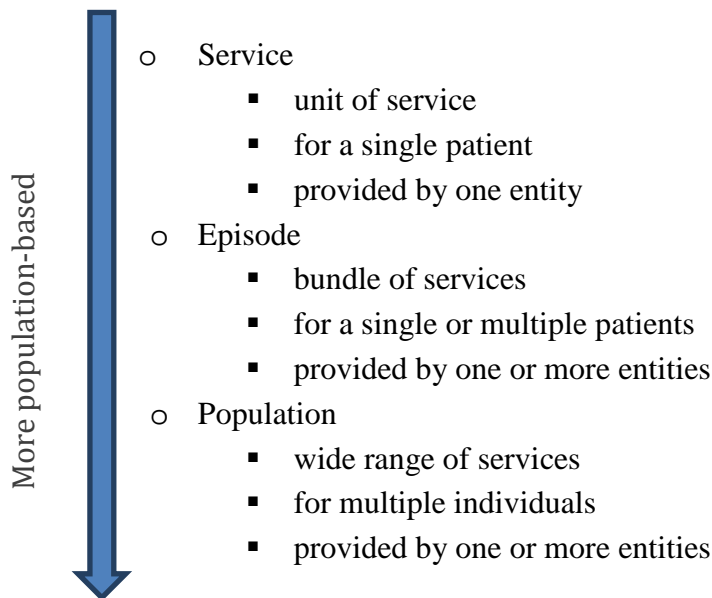 More population-based
o Service
▪ unit of service
▪ for a single patient
▪ provided by one entity
o Episode
▪ bundle of services
▪ for a single or multiple patients
▪ provided by one or more entities
o Population
▪ wide range of services
▪ for multiple individuals
▪ provided by one or more entities